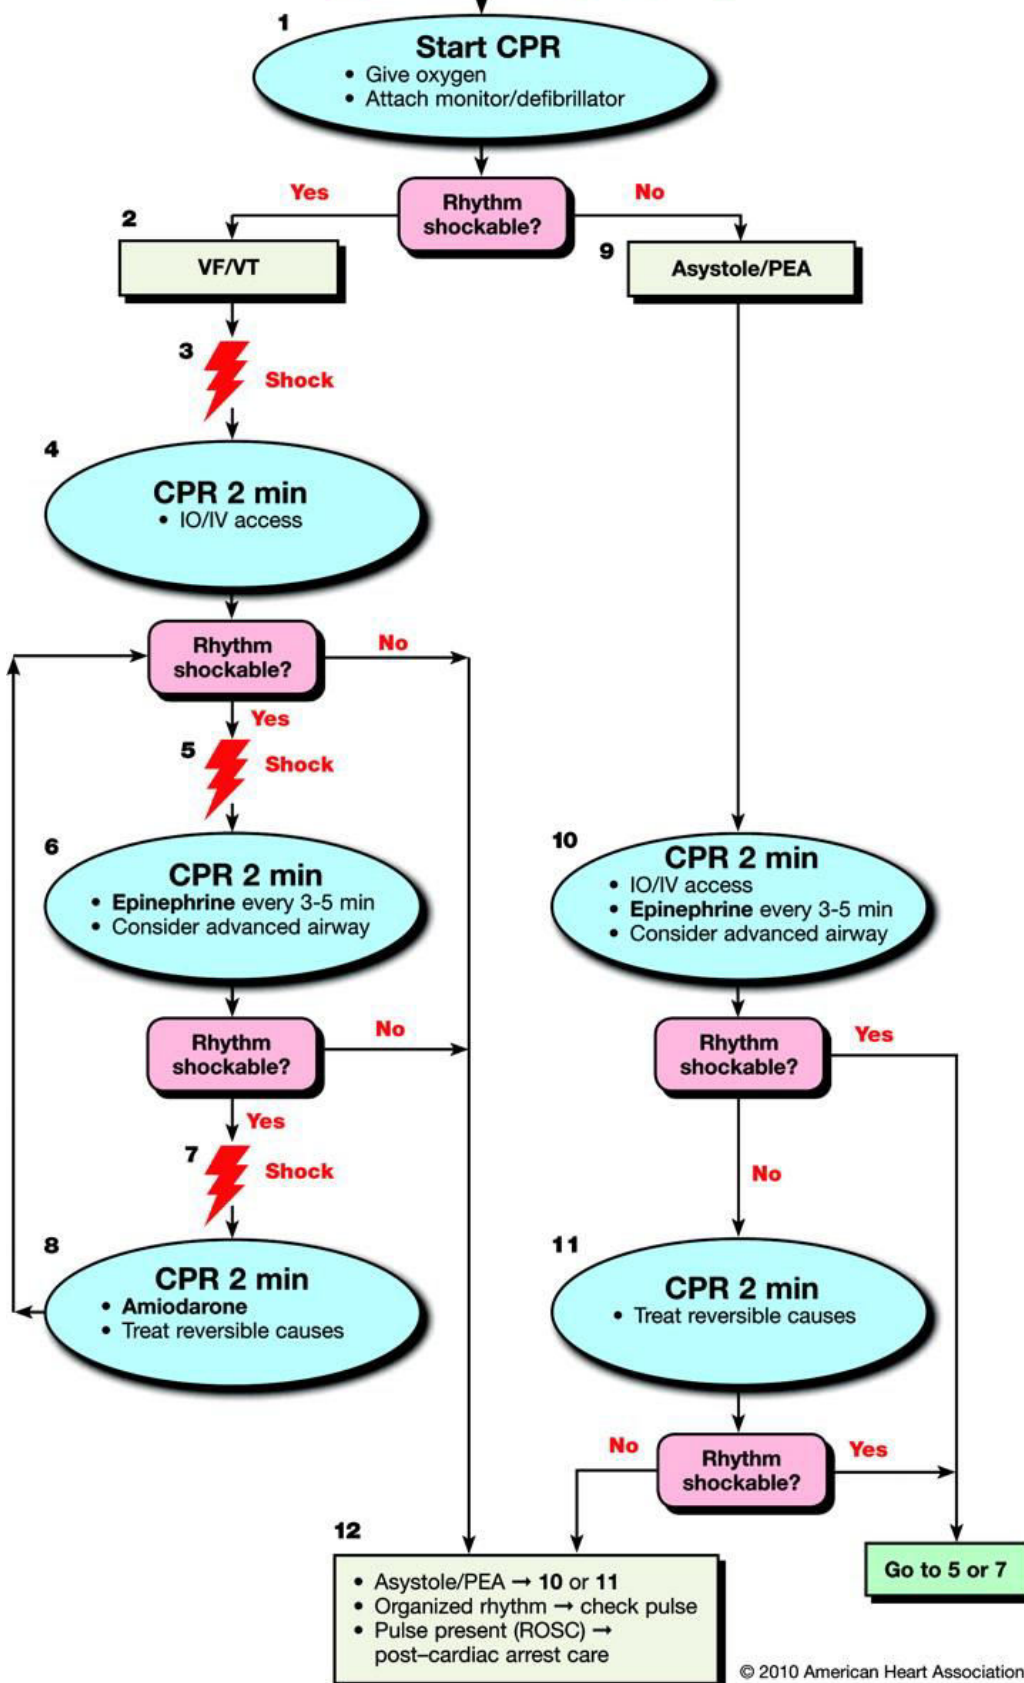 1
Start CPR
• Give oxygen
• Attach monitor/defibrillator
Yes
Rhythm
shockable?
No
2
VF/VT
9
Asystole/PEA
3
Shock
4
CPR 2 min
• IO/IV access
Rhythm
shockable?
No
Yes
5
Shock
6
CPR 2 min
• Epinephrine every 3-5 min
• Consider advanced airway
10
CPR 2 min
• IO/IV access
• Epinephrine every 3-5 min
• Consider advanced airway
Rhythm
shockable?
No
Rhythm
shockable?
Yes
Yes
7
Shock
No
8
CPR 2 min
• Amiodarone
• Treat reversible causes
11
CPR 2 min
• Treat reversible causes
No
Rhythm
shockable?
Yes
12
• Asystole/PEA → 10 or 11
• Organized rhythm → check pulse
• Pulse present (ROSC) →
post–cardiac arrest care
Go to 5 or 7
© 2010 American Heart Association